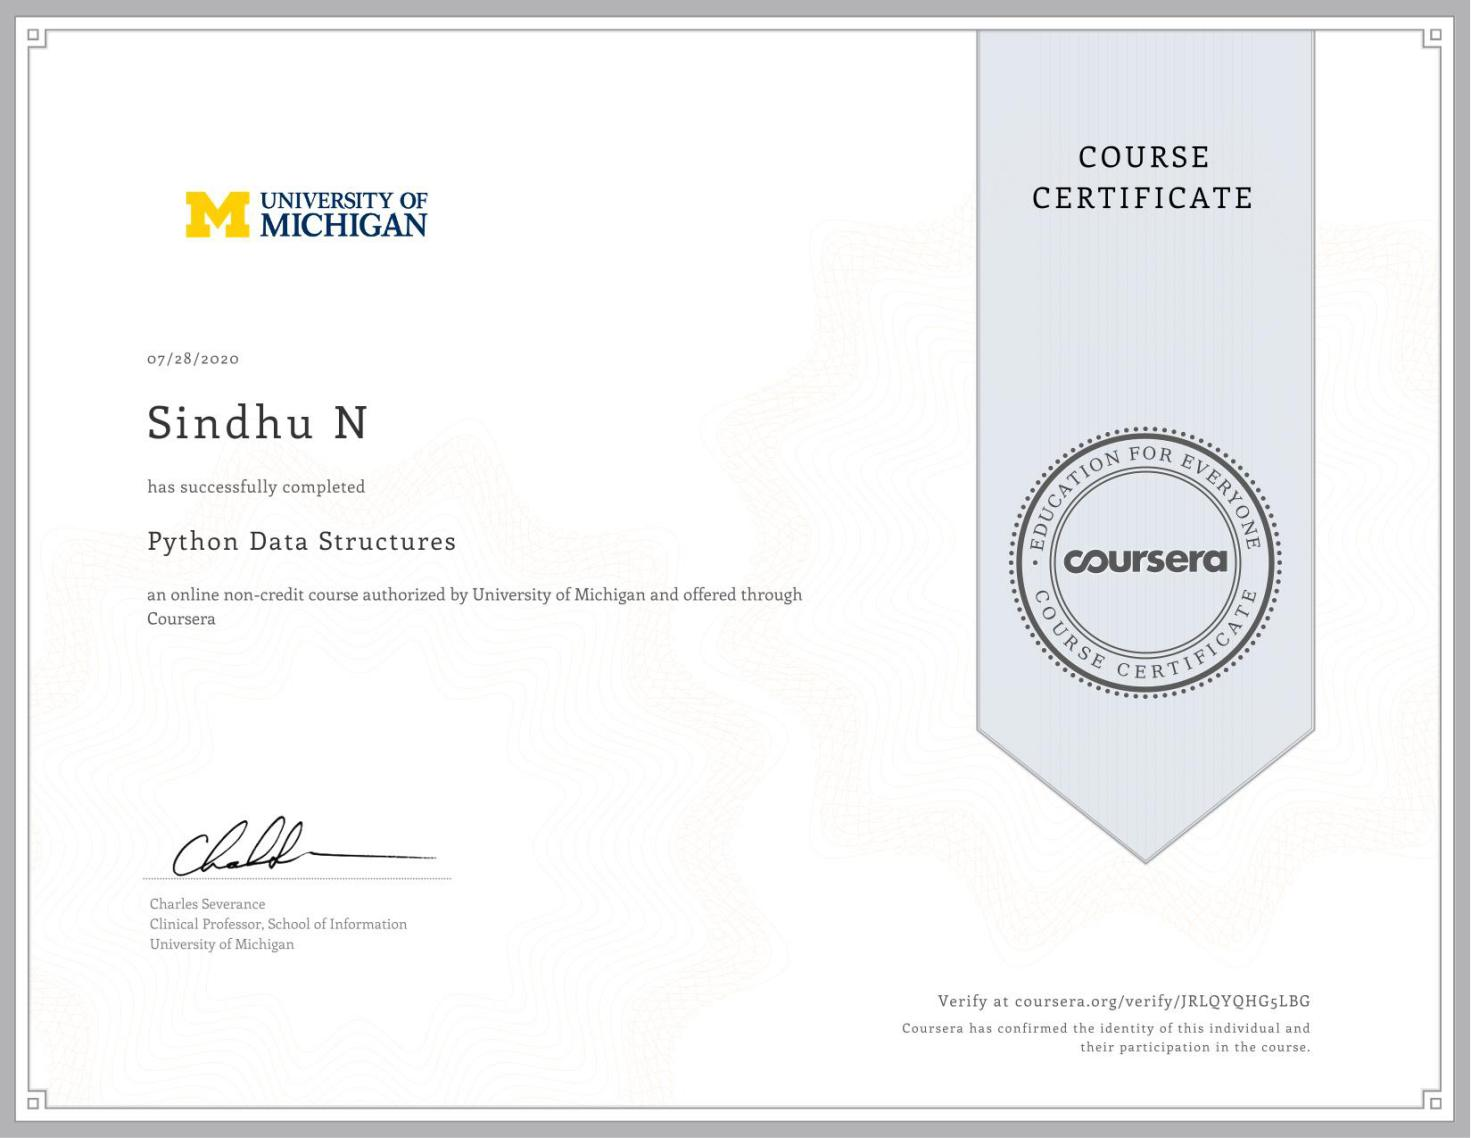 COURSE
CERTIFICATE
UNIVERSITY OF
MICHIGAN
07/28/2020
Sindhu N
has successfully completed
Python Data Structures
an online non-credit course authorized by University of Michigan and offered through
Coursera
EDUCATION FOR EVERYONE
coursera
COURSE CERTIFICATE
Charles Severance
Clinical Professor, School of Information
University of Michigan
Verify at coursera.org/verify/JRLQYQHG5LBG
Coursera has confirmed the identity of this individual and
their participation in the course.